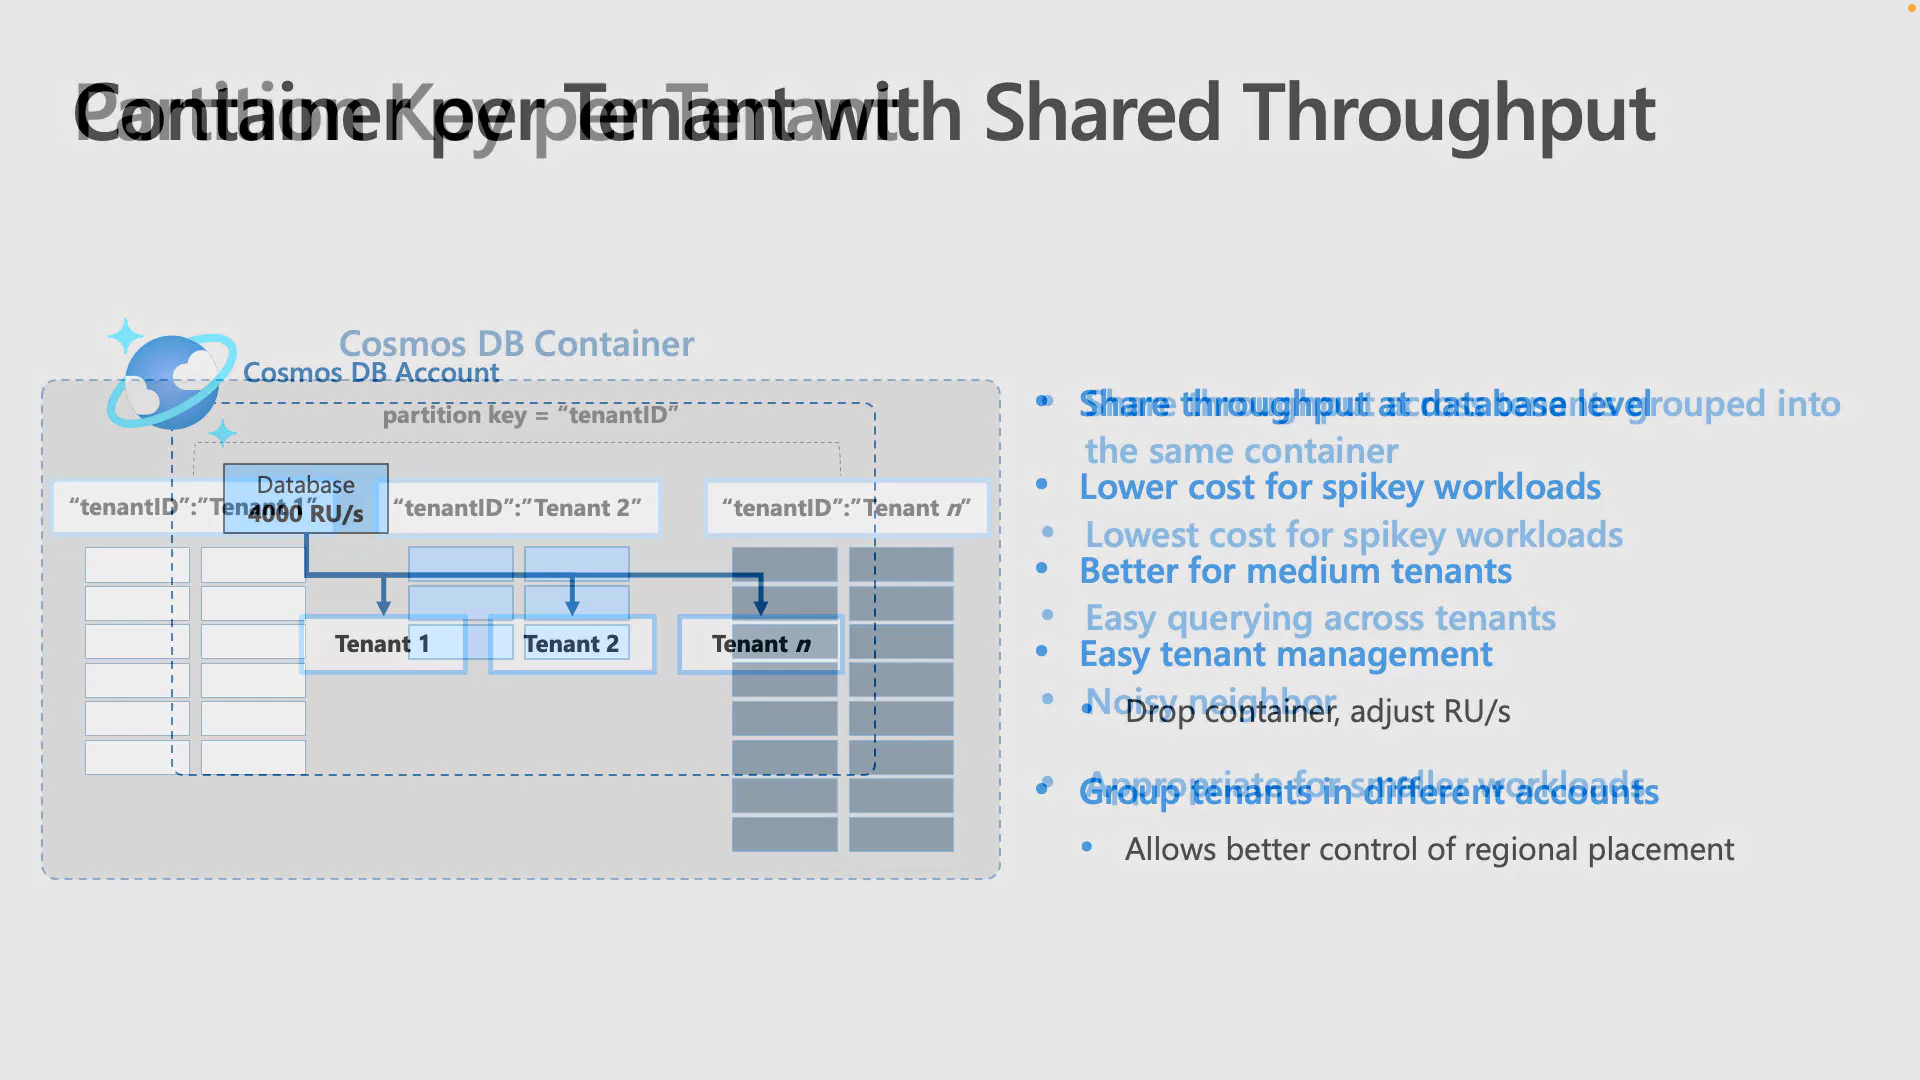 Container per Tenant with Shared Throughput
Partition Key per Tenant
Cosmos DB Container
Cosmos DB Account
partition key = “tenantID”
Database
4000 RU/s
“tenantID”:”Tenant 1”
“tenantID”:”Tenant 2”
“tenantID”:”Tenant n”
Tenant 1
Tenant 2
Tenant n
• Share throughput at database level
• Lower cost for spikey workloads
• Better for medium tenants
• Easy tenant management
• Drop container, adjust RU/s
• Group tenants in different accounts
• Allows better control of regional placement
• Share throughput across tenants grouped into
the same container
• Lowest cost for spikey workloads
• Easy querying across tenants
• Noisy neighbor
• Appropriate for smaller workloads